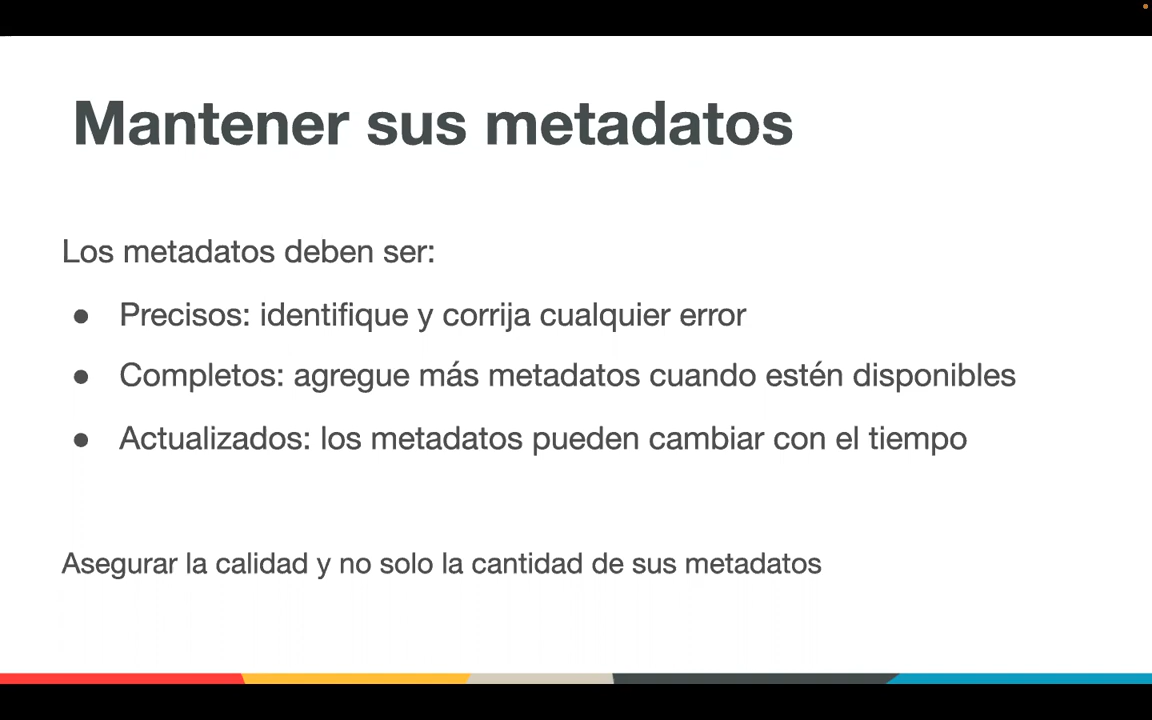 Mantener sus metadatos
Los metadatos deben ser:
● Precisos: identifique y corrija cualquier error
● Completos: agregue más metadatos cuando estén disponibles
● Actualizados: los metadatos pueden cambiar con el tiempo
Asegurar la calidad y no solo la cantidad de sus metadatos